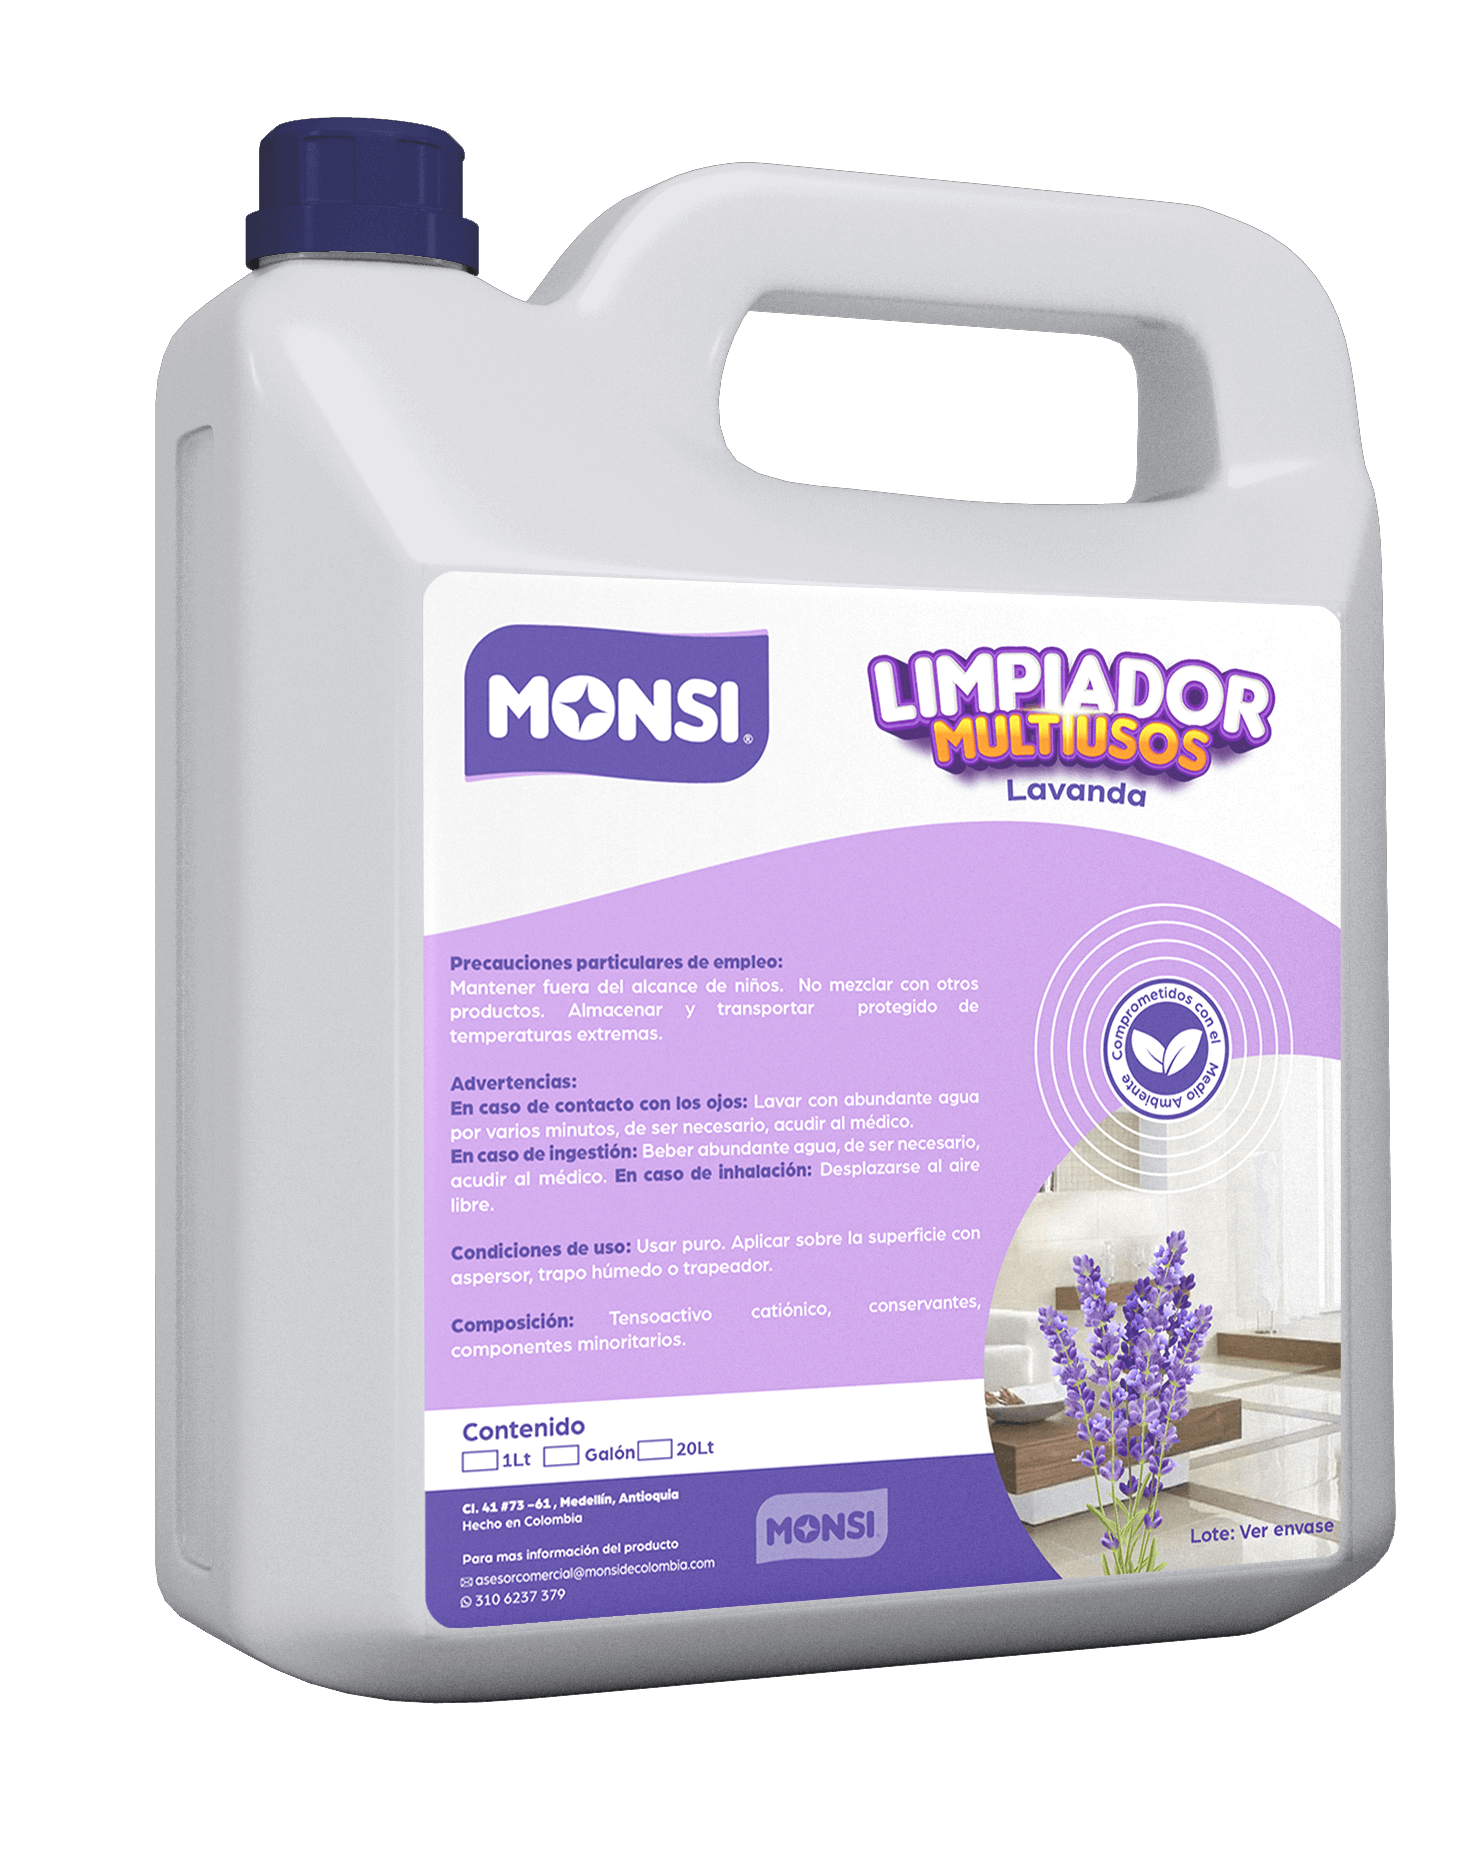 MONSI®
LIMPIADOR
MULTIUSOS
Lavanda
Precauciones particulares de empleo:
Mantener fuera del alcance de niños. No mezclar con otros
productos. Almacenar y transportar protegido de
temperaturas extremas.
Advertencias:
En caso de contacto con los ojos: Lavar con abundante agua
por varios minutos, de ser necesario, acudir al médico.
En caso de ingestión: Beber abundante agua, de ser necesario,
acudir al médico. En caso de inhalación: Desplazarse al aire
libre.
Condiciones de uso: Usar puro. Aplicar sobre la superficie con
aspersor, trapo húmedo o trapeador.
Composición: Tensoactivo catiónico, conservantes,
componentes minoritarios.
Comprometidos con el Medio Ambiente
Contenido
1Lt Galón 20Lt
Cl. 41 #73 -61 , Medellín, Antioquia
Hecho en Colombia
Para mas información del producto
asesorcomercial@monsidecolombia.com
310 6237 379
MONSI
Lote: Ver envase